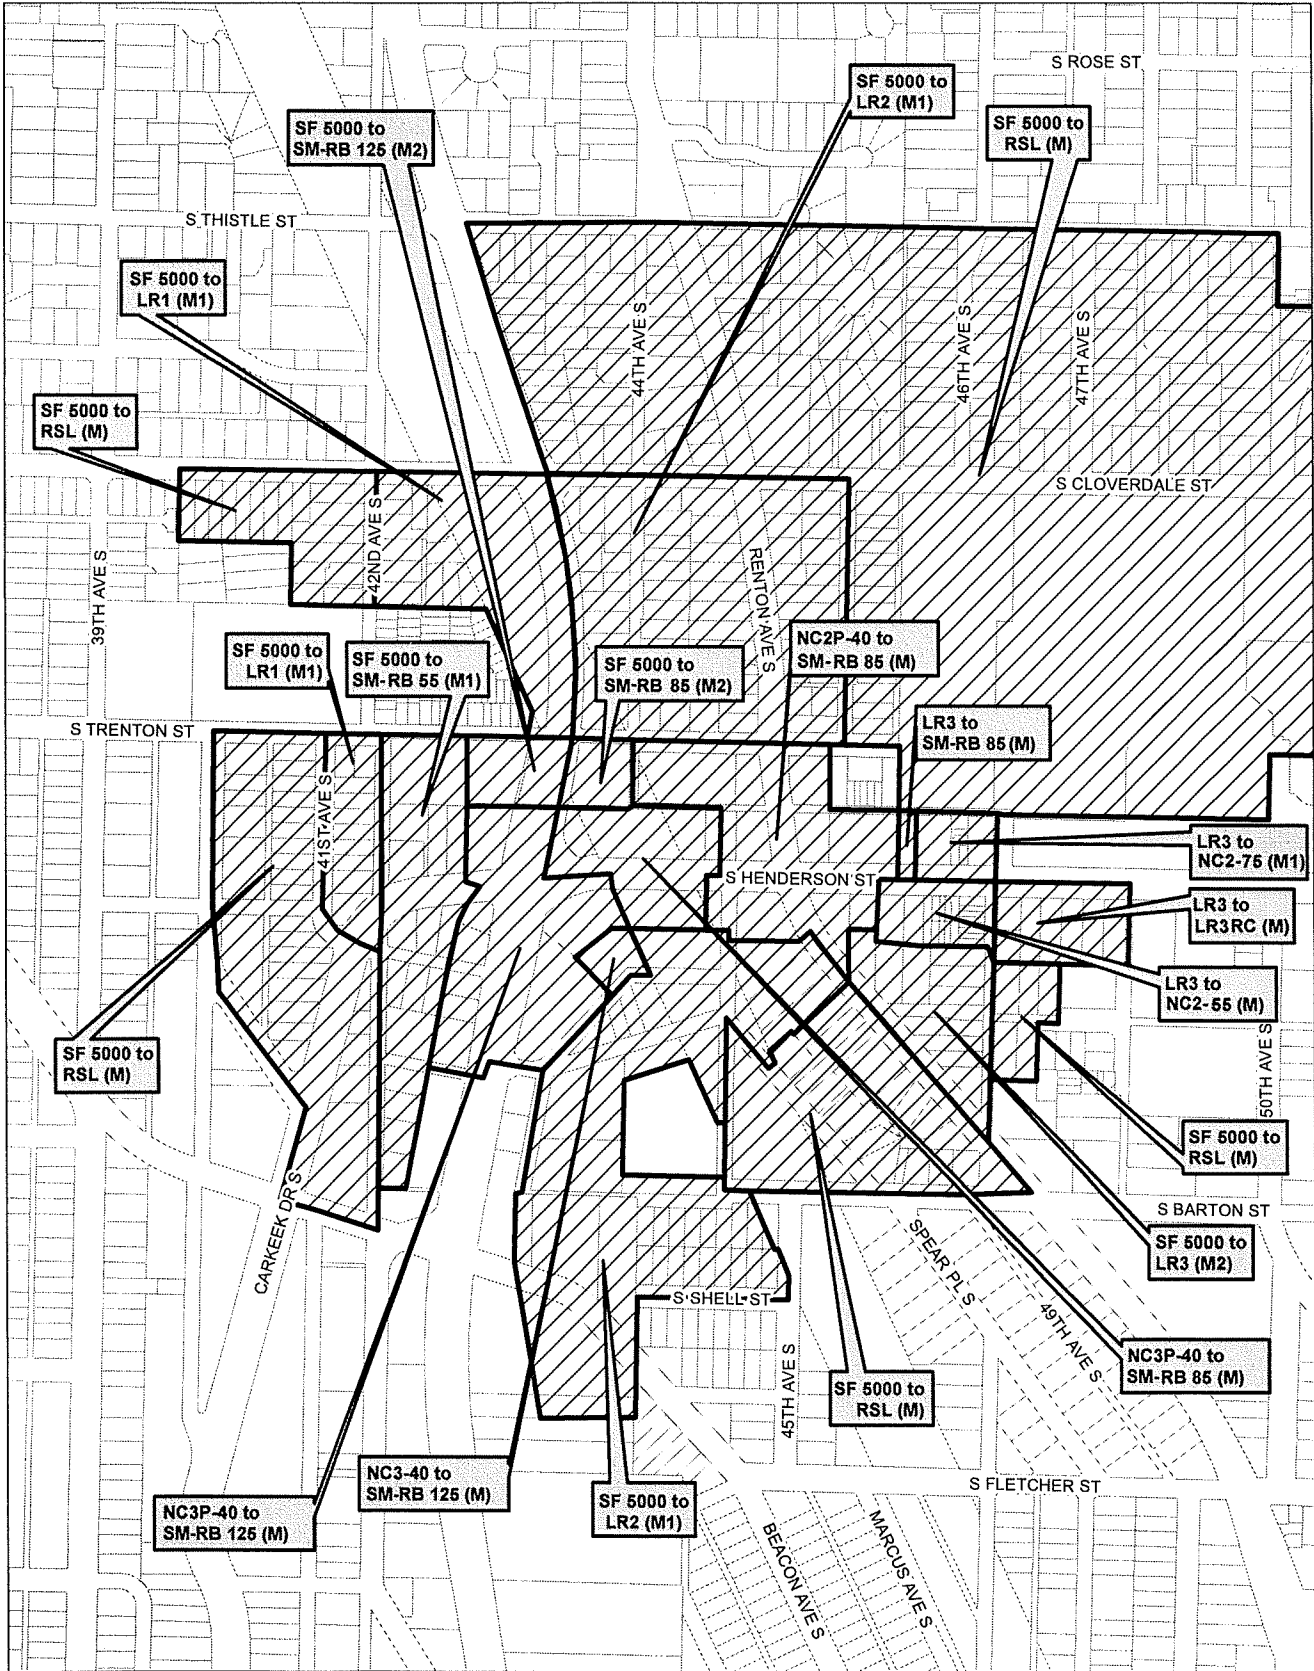 S ROSE ST
SF 5000 to
LR2 (M1)
SF 5000 to
SM-RB 125 (M2)
SF 5000 to
RSL (M)
S THISTLE ST
SF 5000 to
LR1 (M1)
44TH AVE S
46TH AVE S
47TH AVE S
SF 5000 to
RSL (M)
S CLOVERDALE ST
42ND AVE S
39TH AVE S
RENTON AVE S
SF 5000 to
LR1 (M1)
SF 5000 to
SM-RB 55 (M1)
SF 5000 to
SM-RB 85 (M2)
NC2P-40 to
SM-RB 85 (M)
S TRENTON ST
LR3 to
SM-RB 85 (M)
41ST AVE S
LR3 to
NC2-75 (M1)
S HENDERSON ST
LR3 to
LR3RC (M)
LR3 to
NC2-55 (M)
SF 5000 to
RSL (M)
50TH AVE S
SF 5000 to
RSL (M)
S BARTON ST
CARKEEK DR S
SPEAR PL S
SF 5000 to
LR3 (M2)
S SHELL ST
49TH AVE S
NC3P-40 to
SM-RB 85 (M)
45TH AVE S
SF 5000 to
RSL (M)
NC3-40 to
SM-RB 125 (M)
S FLETCHER ST
NC3P-40 to
SM-RB 125 (M)
SF 5000 to
LR2 (M1)
BEACON AVE S
MARCUS AVE S